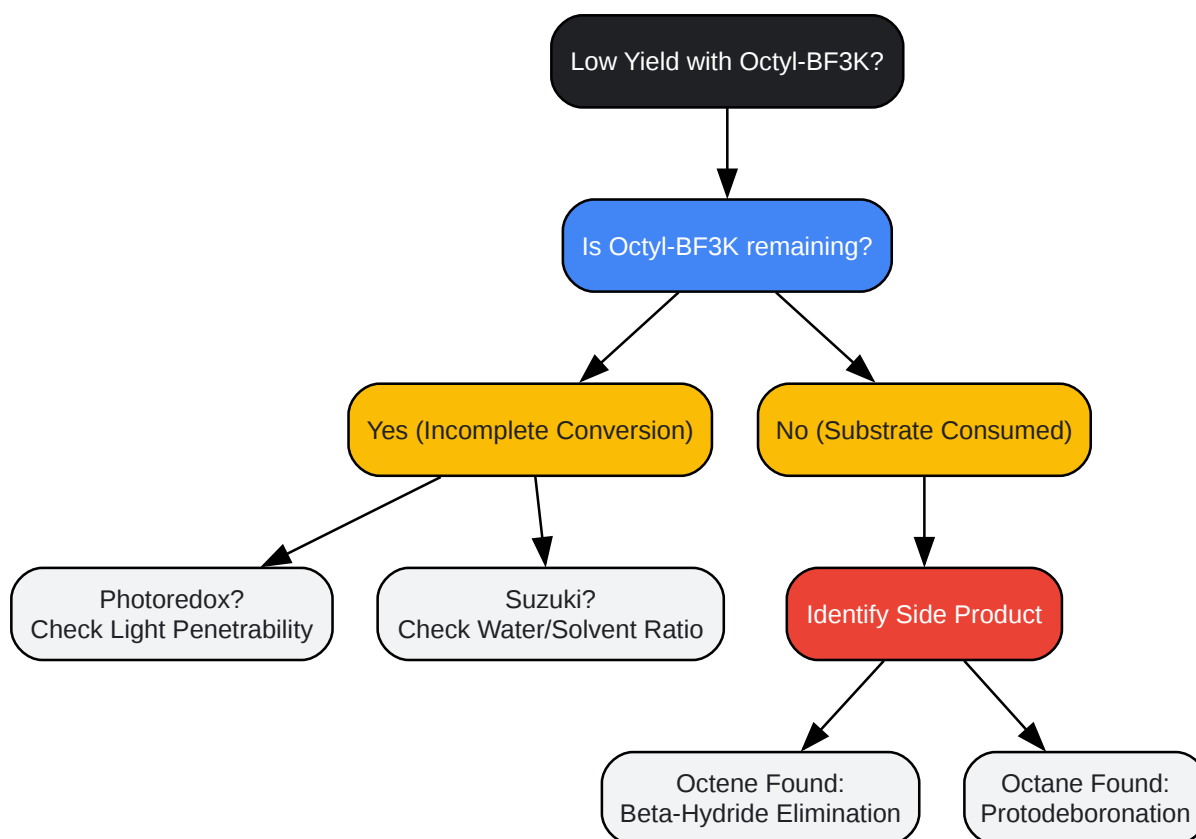 Low Yield with Octyl-BF3K?
Is Octyl-BF3K remaining?
Yes (Incomplete Conversion)
No (Substrate Consumed)
Photoredox?
Check Light Penetrability
Suzuki?
Check Water/Solvent Ratio
Identify Side Product
Octene Found:
Beta-Hydride Elimination
Octane Found:
Protodeboronation